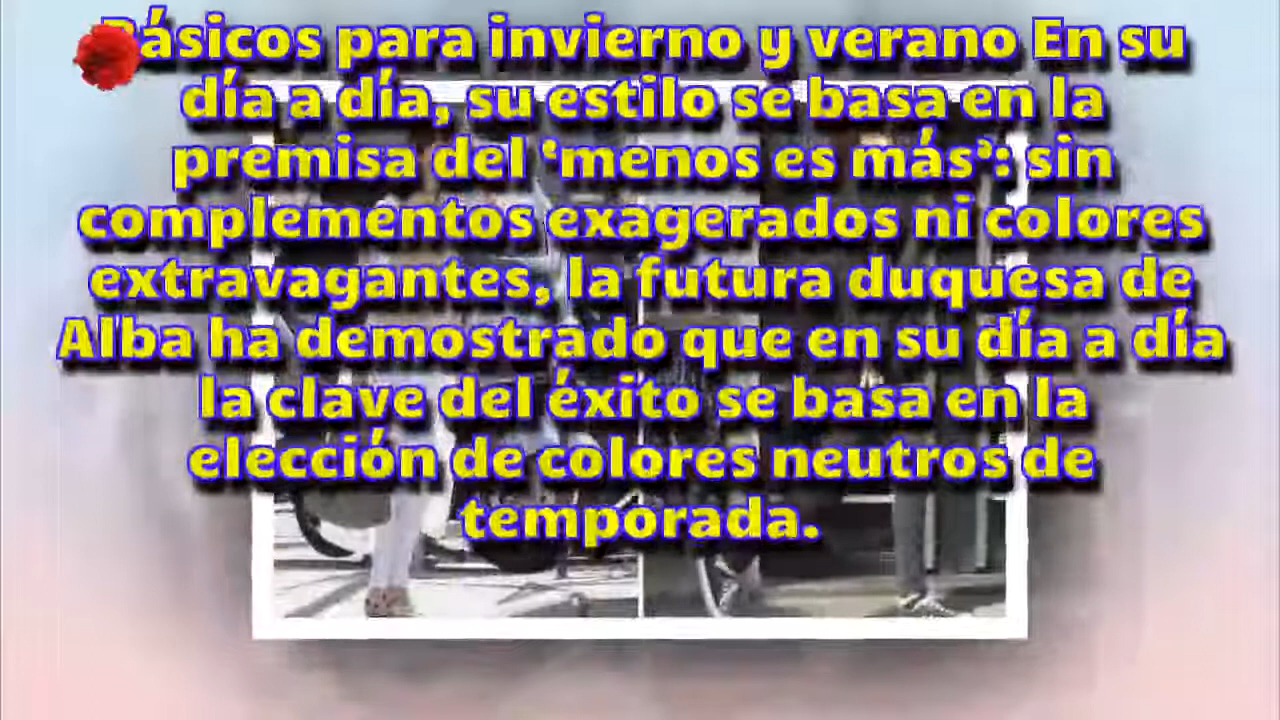 Básicos para invierno y verano En su
día a día, su estilo se basa en la
premisa del ‘menos es más’: sin
complementos exagerados ni colores
extravagantes, la futura duquesa de
Alba ha demostrado que en su día a día
la clave del éxito se basa en la
elección de colores neutros de
temporada.